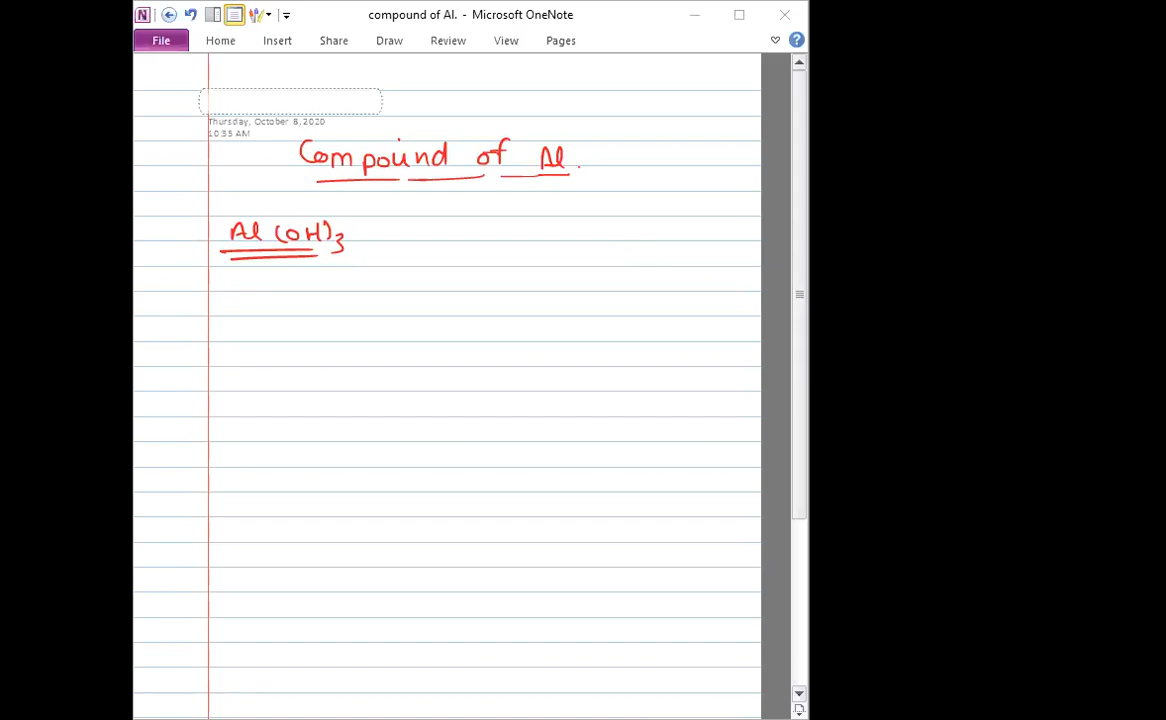 compound of Al. - Microsoft OneNote
File Home Insert Share Draw Review View Pages
Thursday, October 8, 2020
10:35 AM
Compound of Al.
Al(OH)3